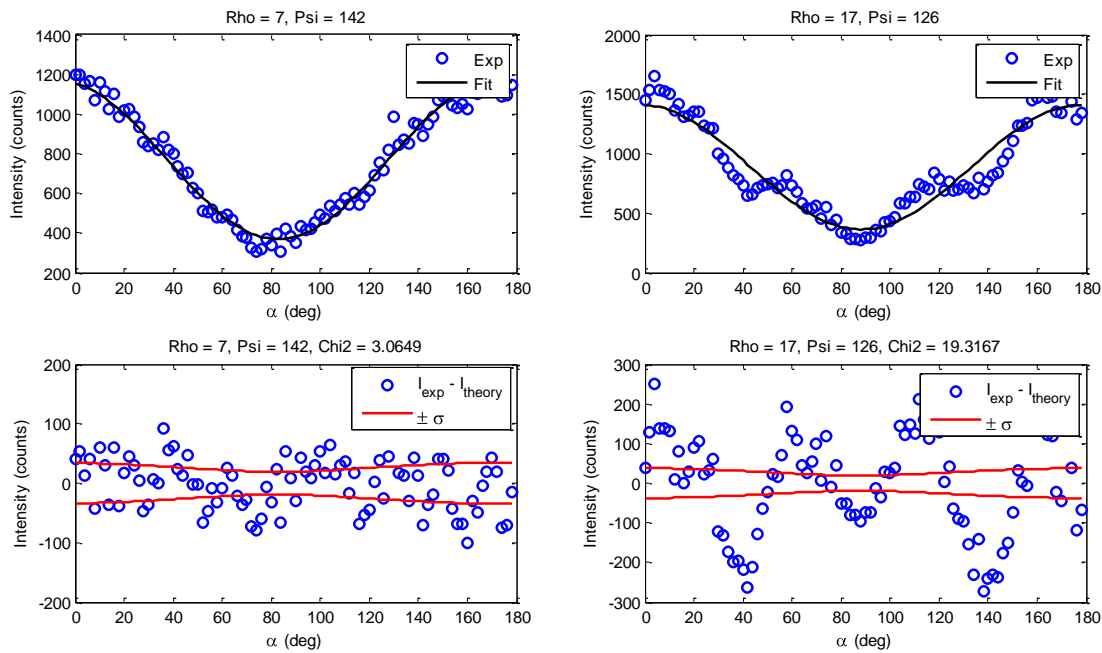 Rho = 7, Psi = 142
1400
1200
1000
800
600
400
200
0 20 40 60 80 100 120 140 160 180
Intensity (counts)
α (deg)
Exp
Fit
Rho = 17, Psi = 126
2000
1500
1000
500
0
0 20 40 60 80 100 120 140 160 180
Intensity (counts)
α (deg)
Exp
Fit
Rho = 7, Psi = 142, Chi2 = 3.0649
200
100
0
-100
-200
0 20 40 60 80 100 120 140 160 180
Intensity (counts)
α (deg)
I_exp - I_theory
± σ
Rho = 17, Psi = 126, Chi2 = 19.3167
300
200
100
0
-100
-200
-300
0 20 40 60 80 100 120 140 160 180
Intensity (counts)
α (deg)
I_exp - I_theory
± σ